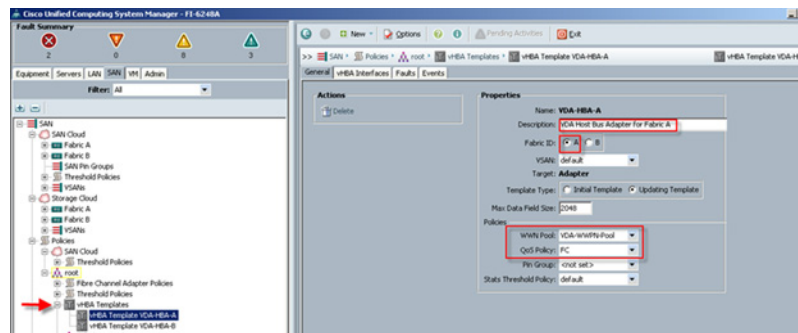 Cisco Unified Computing System Manager - FI-6248A
Fault Summary
2 0 8 3
Equipment Servers LAN SAN VM Admin
Filter: All
SAN
SAN Cloud
Fabric A
Fabric B
SAN Pin Groups
Threshold Policies
VSANs
Storage Cloud
Fabric A
Fabric B
VSANs
Policies
SAN Cloud
Threshold Policies
root
Fibre Channel Adapter Policies
Threshold Policies
vHBA Templates
vHBA Template VDA-HBA-A
vHBA Template VDA-HBA-B
New Options Pending Activities Exit
>> SAN Policies root vHBA Templates vHBA Template VDA-HBA-A vHBA Template VDA-H
General vHBA Interfaces Faults Events
Actions
Delete
Properties
Name: VDA-HBA-A
Description: VDA Host Bus Adapter for Fabric A
Fabric ID: A B
VSAN: default
Target: Adapter
Template Type: Initial Template Updating Template
Max Data Field Size: 2048
Policies
WWN Pool: VDA-WWPN-Pool
QoS Policy: FC
Pin Group: <not set>
Stats Threshold Policy: default